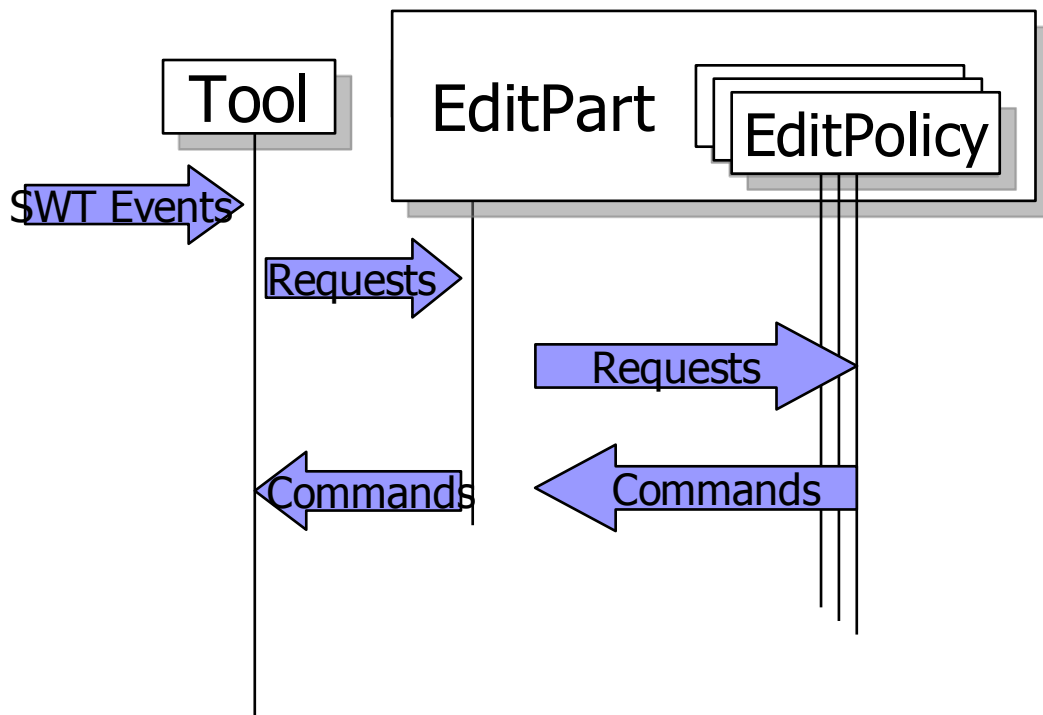 Tool
EditPart
EditPolicy
SWT Events
Requests
Requests
Commands
Commands